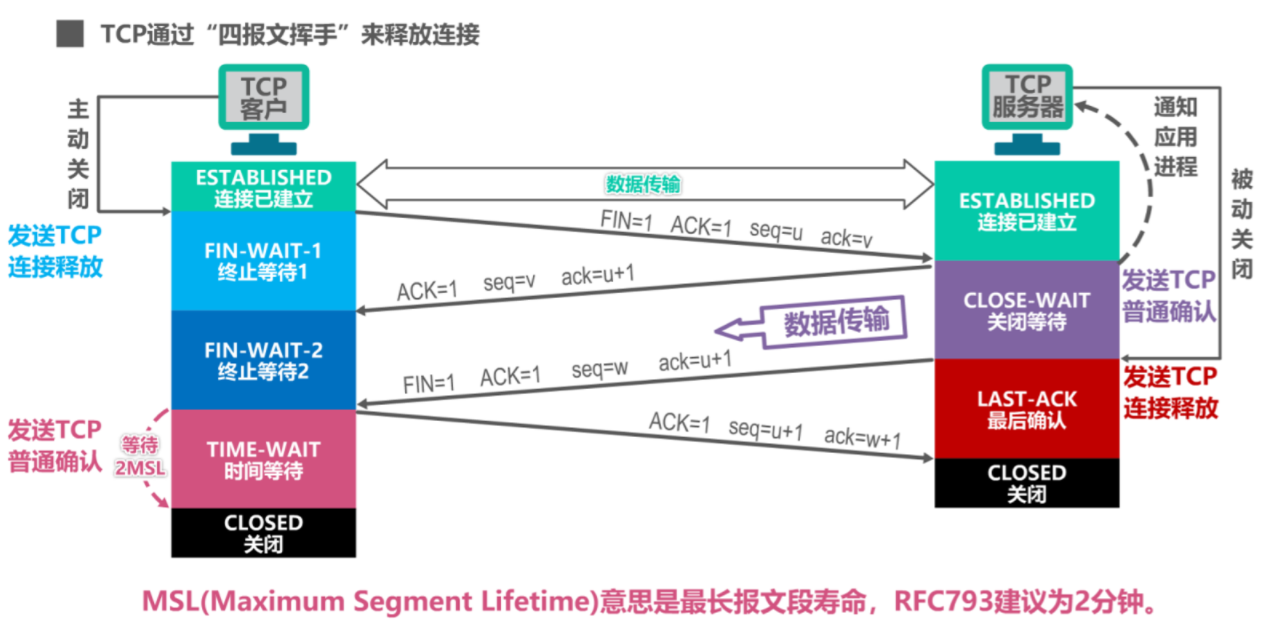 TCP通过“四报文挥手”来释放连接
TCP
客户
TCP
服务器
主
动
关
闭
通知
应用
进程
被
动
关
闭
ESTABLISHED
连接已建立
数据传输
ESTABLISHED
连接已建立
发送TCP
连接释放
FIN=1 ACK=1 seq=u ack=v
FIN-WAIT-1
终止等待1
ACK=1 seq=v ack=u+1
CLOSE-WAIT
关闭等待
发送TCP
普通确认
数据传输
FIN-WAIT-2
终止等待2
FIN=1 ACK=1 seq=w ack=u+1
发送TCP
连接释放
LAST-ACK
最后确认
发送TCP
普通确认
等待
2MSL
TIME-WAIT
时间等待
ACK=1 seq=u+1 ack=w+1
CLOSED
关闭
CLOSED
关闭
MSL(Maximum Segment Lifetime)意思是最长报文段寿命，RFC793建议为2分钟。